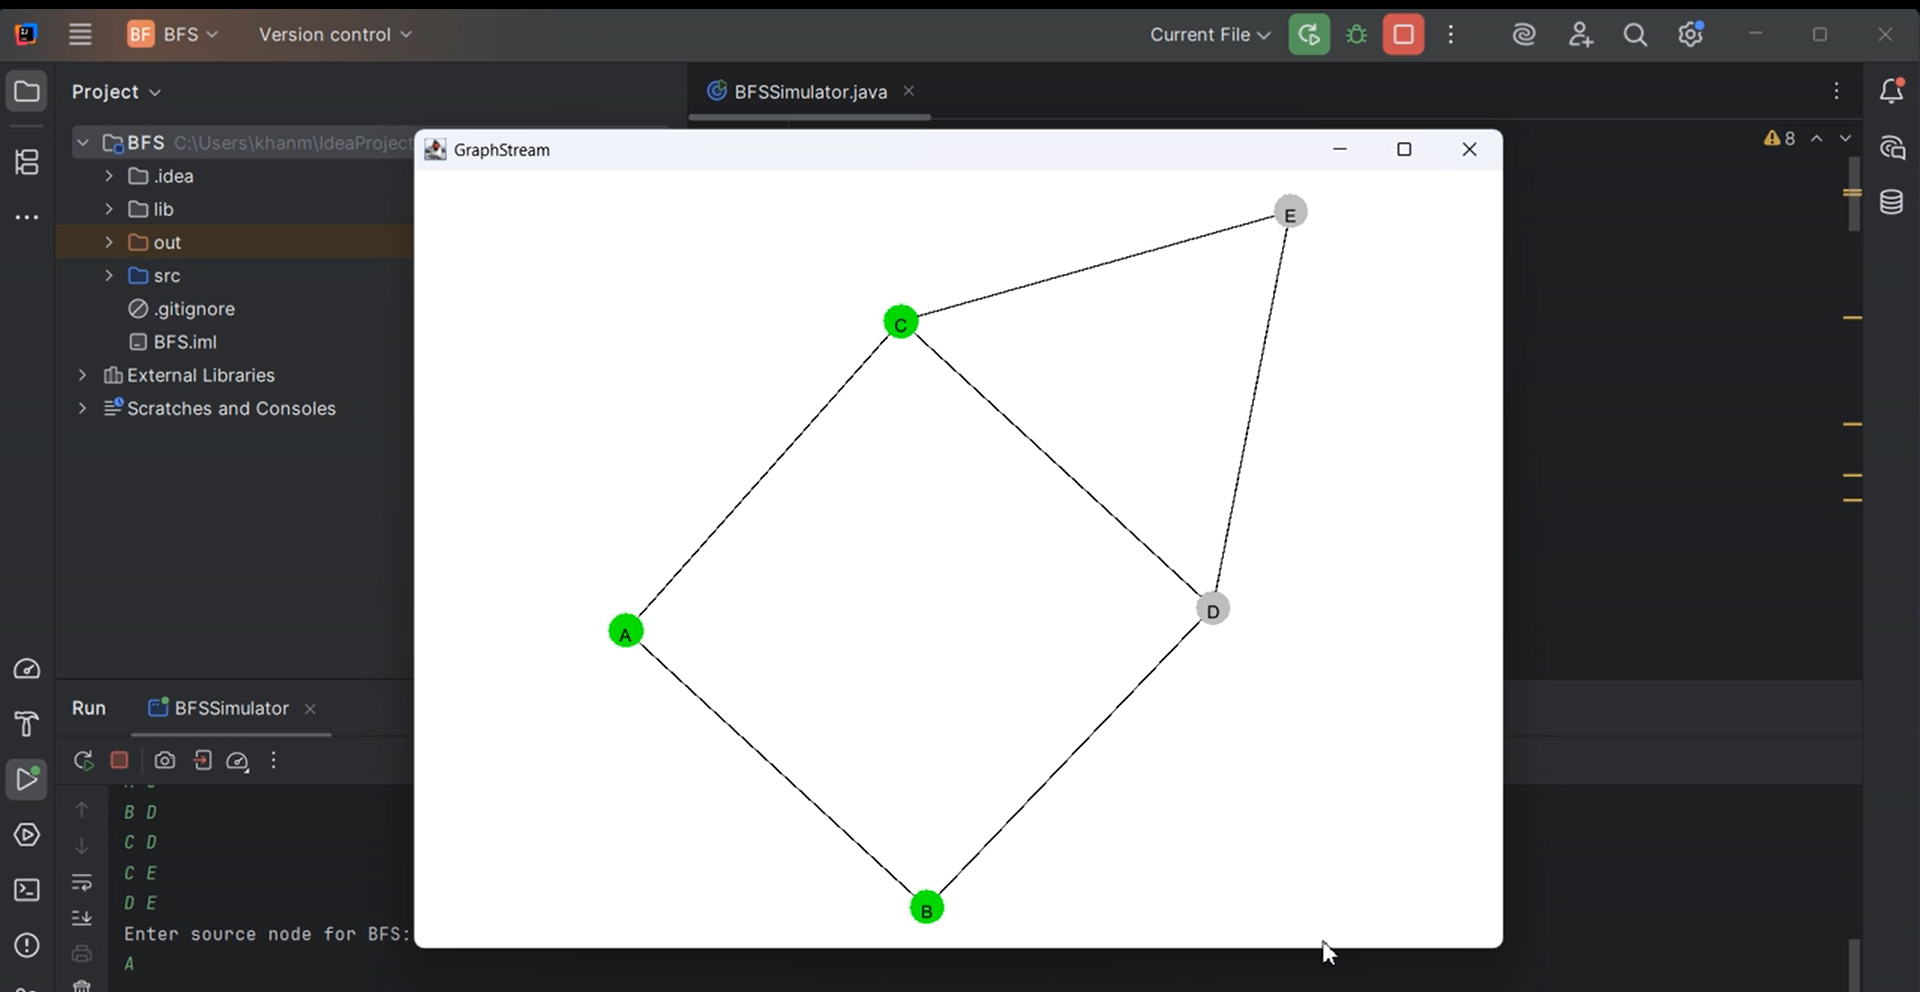 BF BFS Version control Current File
Project
BFSSimulator.java
BFS C:\Users\khanm\IdeaProject
8
GraphStream
.idea
lib
out
src
.gitignore
BFS.iml
External Libraries
Scratches and Consoles
E
C
A
D
B
Run BFSSimulator
B D
C D
C E
D E
Enter source node for BFS:
A